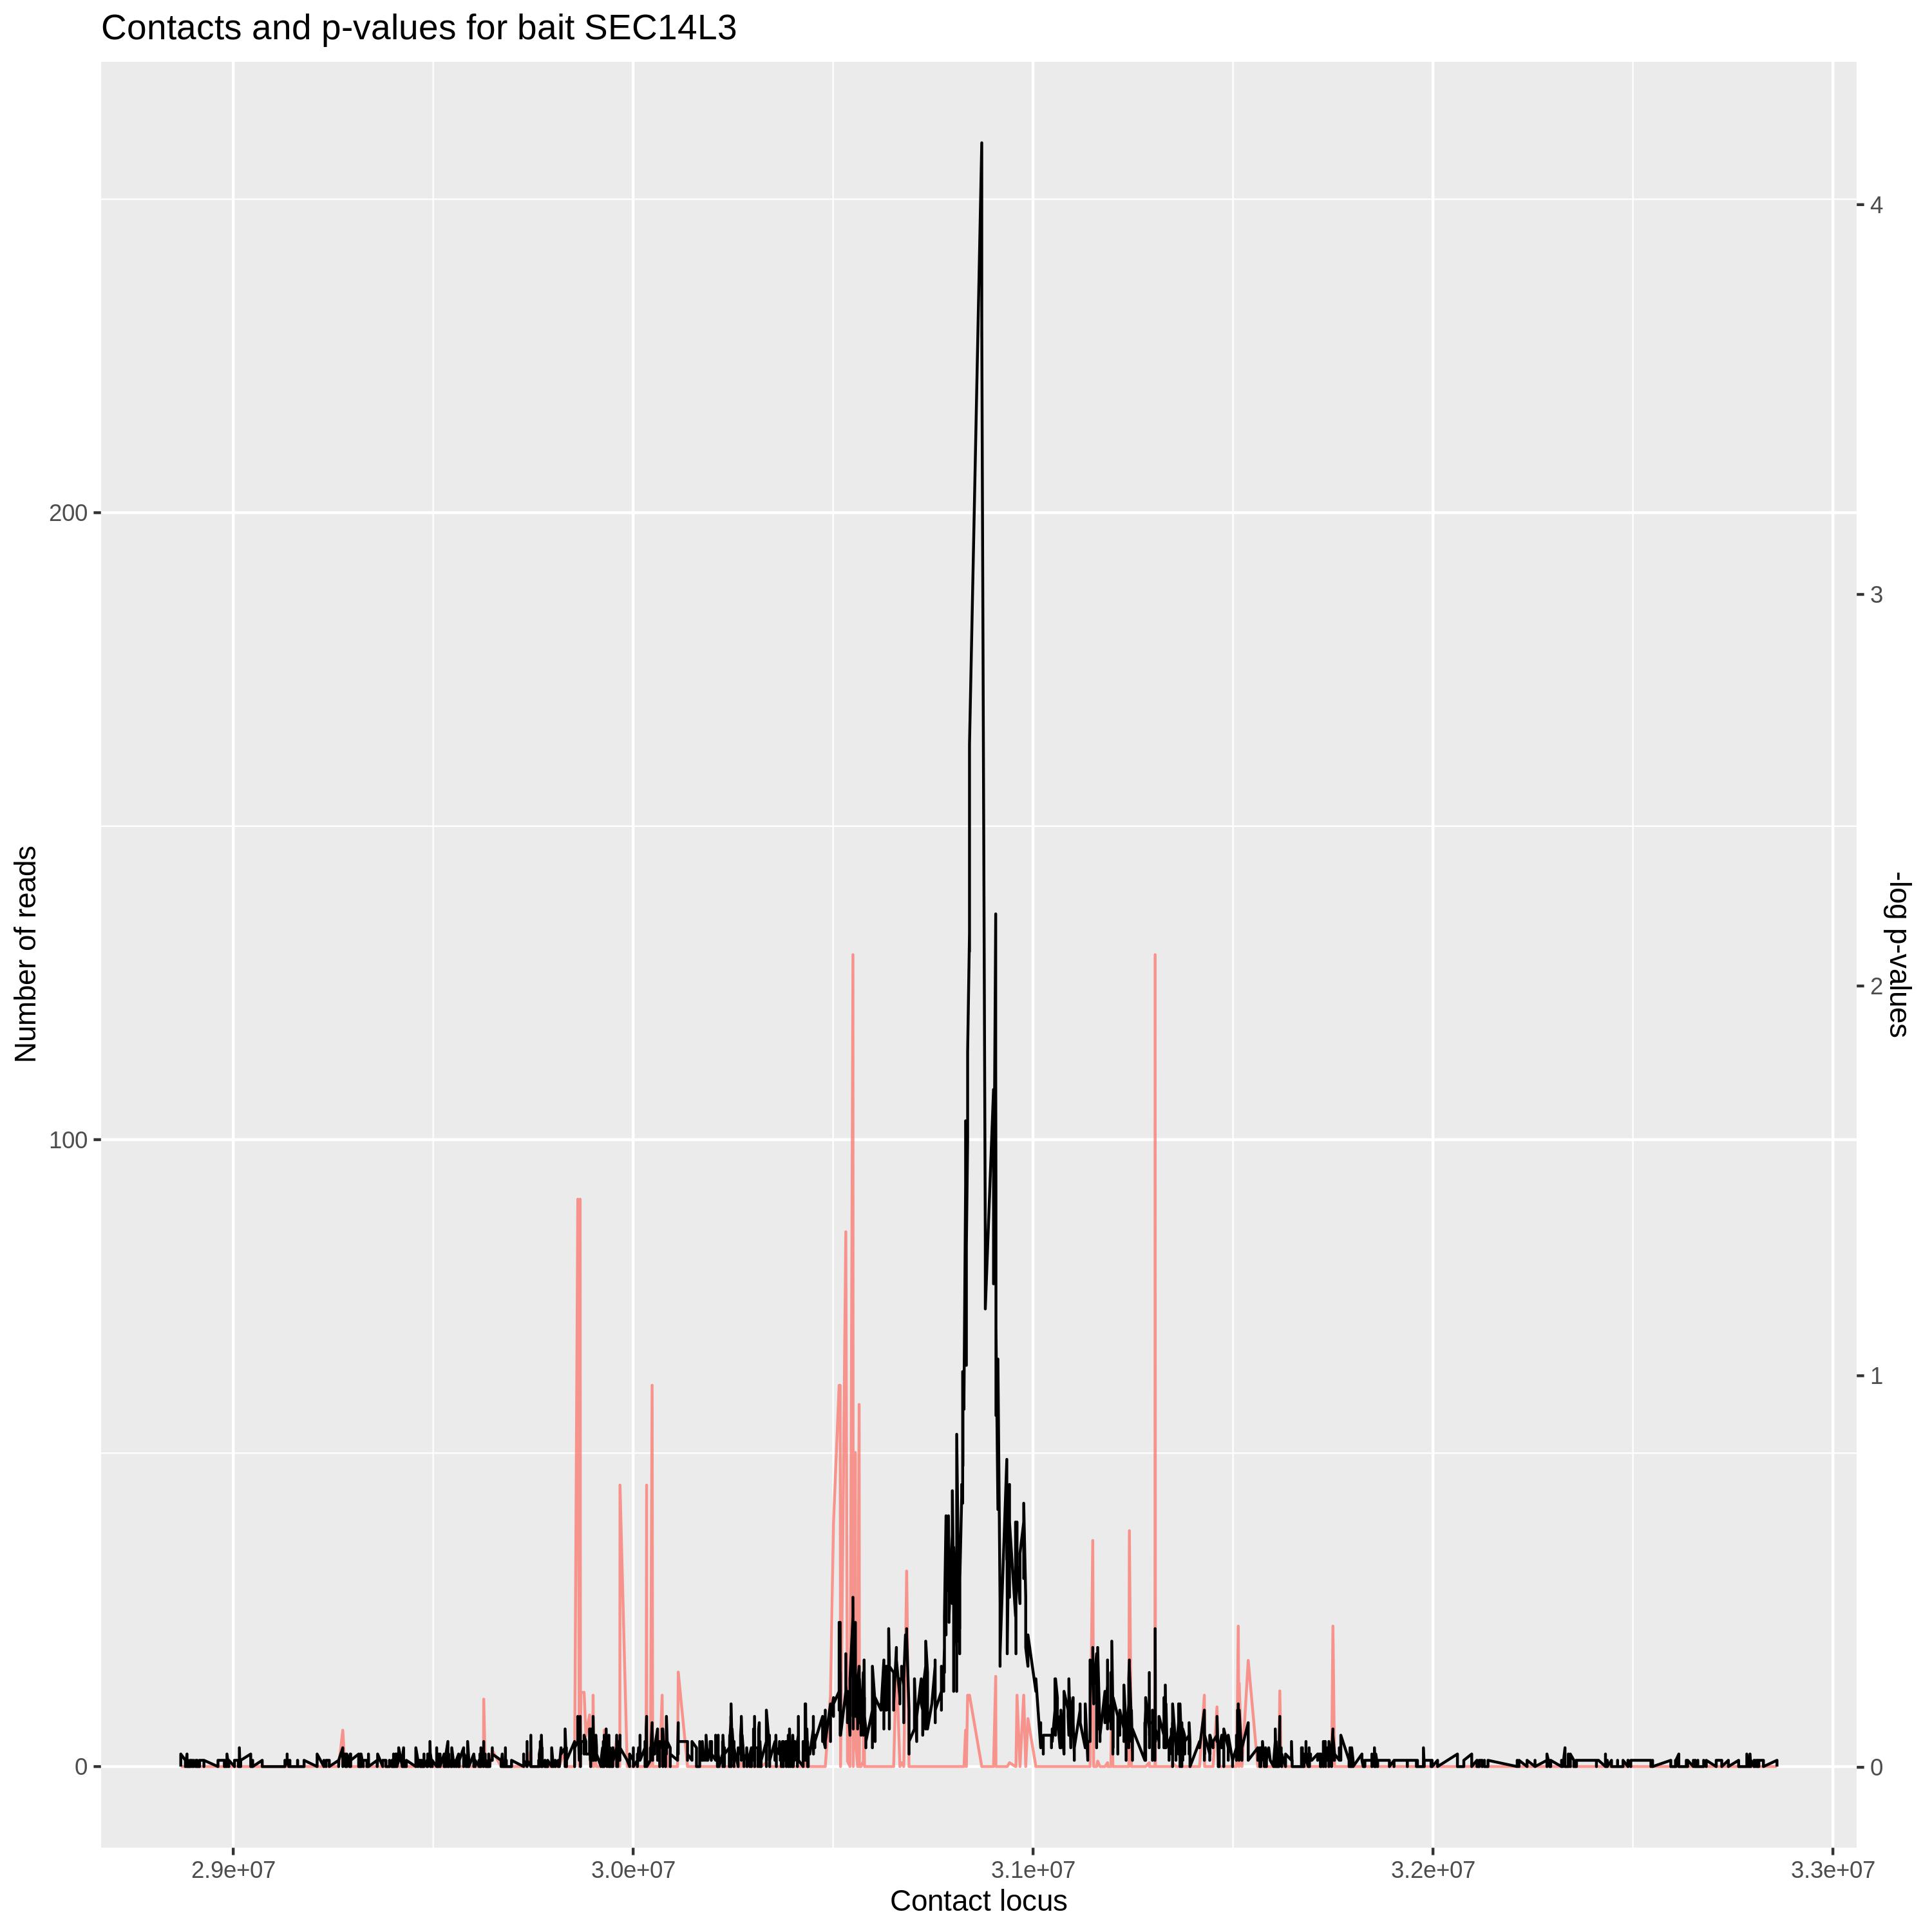 Contacts and p-values for bait SEC14L3
Number of reads
200
100
0
-log p-values
4
3
2
1
0
2.9e+07 3.0e+07 3.1e+07 3.2e+07 3.3e+07
Contact locus